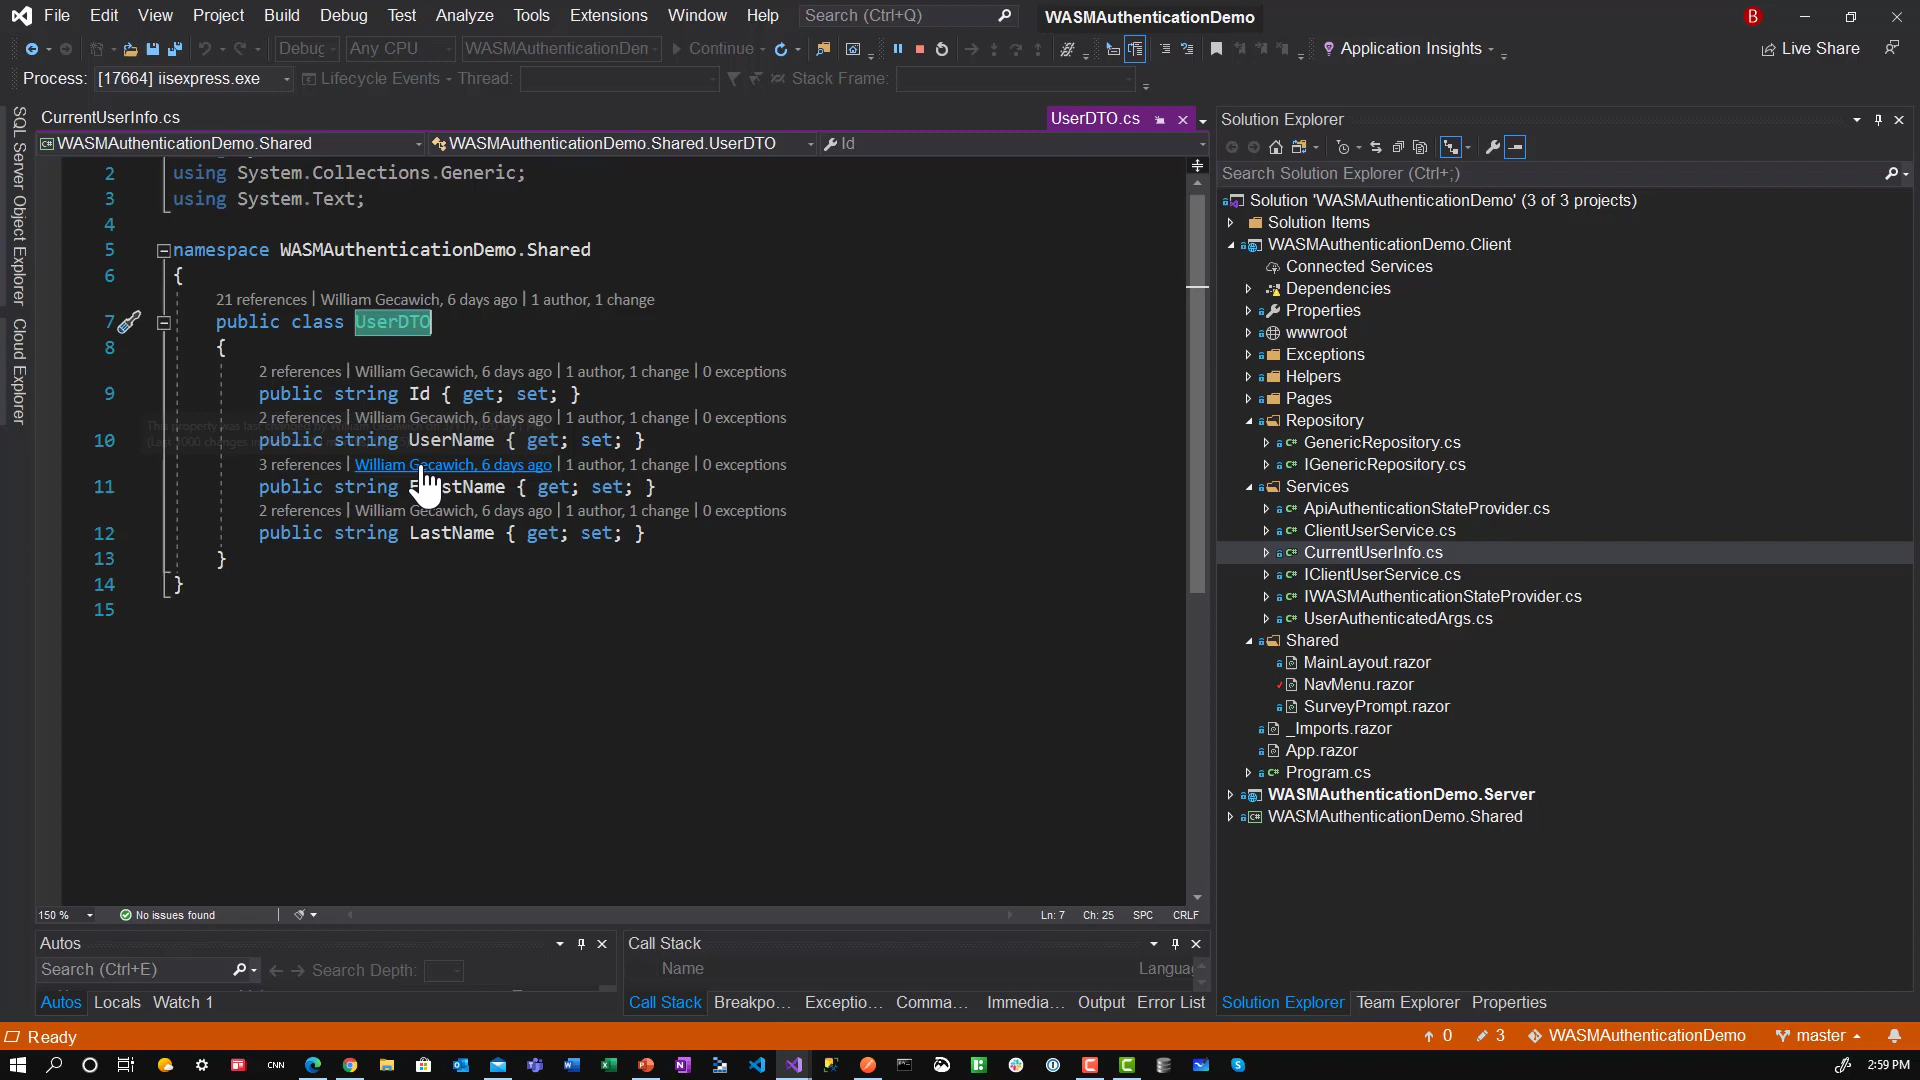 File Edit View Project Build Debug Test Analyze Tools Extensions Window Help Search (Ctrl+Q) WASMAuthenticationDemo B
Debug Any CPU WASMAuthenticationDen Continue Application Insights Live Share
Process: [17664] iisexpress.exe Lifecycle Events Thread: Stack Frame:
SQL Server Object Explorer
Cloud Explorer
CurrentUserInfo.cs UserDTO.cs
WASMAuthenticationDemo.Shared WASMAuthenticationDemo.Shared.UserDTO Id
2 using System.Collections.Generic;
3 using System.Text;
4
5 namespace WASMAuthenticationDemo.Shared
6 {
21 references | William Gecawich, 6 days ago | 1 author, 1 change
7 public class UserDTO
8 {
2 references | William Gecawich, 6 days ago | 1 author, 1 change | 0 exceptions
9 public string Id { get; set; }
2 references | William Gecawich, 6 days ago | 1 author, 1 change | 0 exceptions
10 public string UserName { get; set; }
3 references | William Gecawich, 6 days ago | 1 author, 1 change | 0 exceptions
11 public string FirstName { get; set; }
2 references | William Gecawich, 6 days ago | 1 author, 1 change | 0 exceptions
12 public string LastName { get; set; }
13 }
14 }
15
150 % No issues found Ln: 7 Ch: 25 SPC CRLF
Autos
Search (Ctrl+E) Search Depth:
Autos Locals Watch 1
Call Stack
Name Languag
Call Stack Breakpo... Exceptio... Comma... Immedia... Output Error List
Solution Explorer
Search Solution Explorer (Ctrl+;)
Solution 'WASMAuthenticationDemo' (3 of 3 projects)
Solution Items
WASMAuthenticationDemo.Client
Connected Services
Dependencies
Properties
wwwroot
Exceptions
Helpers
Pages
Repository
GenericRepository.cs
IGenericRepository.cs
Services
ApiAuthenticationStateProvider.cs
ClientUserService.cs
CurrentUserInfo.cs
IClientUserService.cs
IWASMAuthenticationStateProvider.cs
UserAuthenticatedArgs.cs
Shared
MainLayout.razor
NavMenu.razor
SurveyPrompt.razor
_Imports.razor
App.razor
Program.cs
WASMAuthenticationDemo.Server
WASMAuthenticationDemo.Shared
Solution Explorer Team Explorer Properties
Ready 0 3 WASMAuthenticationDemo master
CNN 2:59 PM